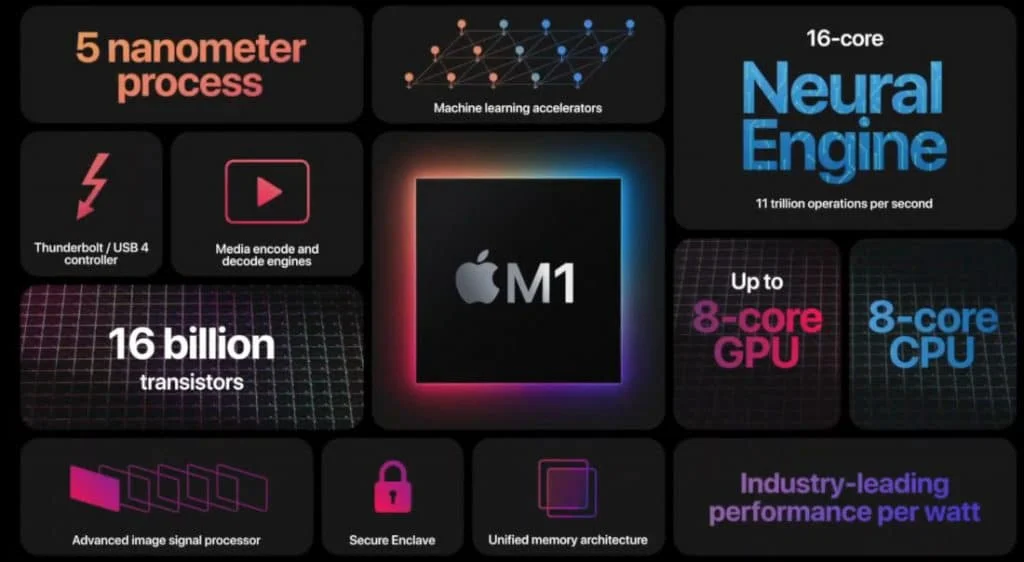 5 nanometer
process
Machine learning accelerators
16-core
Neural
Engine
11 trillion operations per second
Thunderbolt / USB 4
controller
Media encode and
decode engines
M1
Up to
8-core
GPU
8-core
CPU
16 billion
transistors
Advanced image signal processor
Secure Enclave
Unified memory architecture
Industry-leading
performance per watt